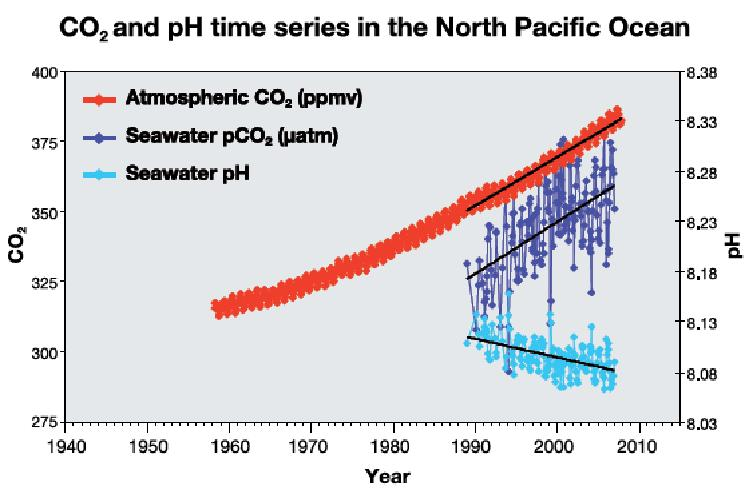 CO₂ and pH time series in the North Pacific Ocean
400
375
350
325
300
275
CO₂
Atmospheric CO₂ (ppmv)
Seawater pCO₂ (µatm)
Seawater pH
8.38
8.33
8.28
8.23
8.18
8.13
8.08
8.03
pH
1940 1950 1960 1970 1980 1990 2000 2010
Year